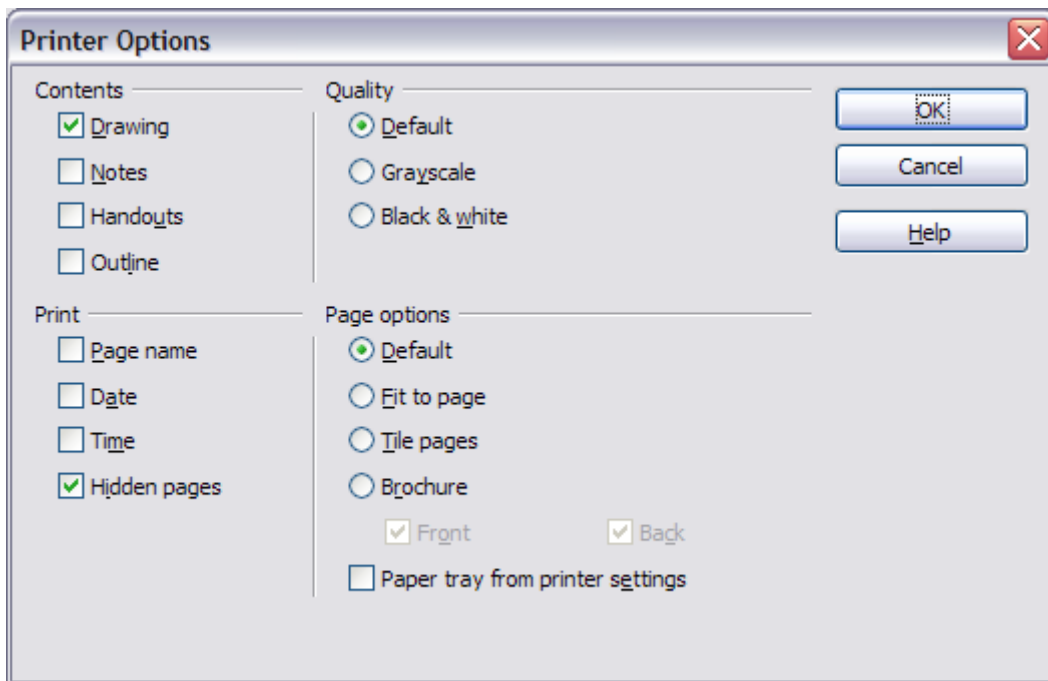 Printer Options
Contents
Drawing
Notes
Handouts
Outline
Quality
Default
Grayscale
Black & white
OK
Cancel
Help
Print
Page name
Date
Time
Hidden pages
Page options
Default
Fit to page
Tile pages
Brochure
Front Back
Paper tray from printer settings